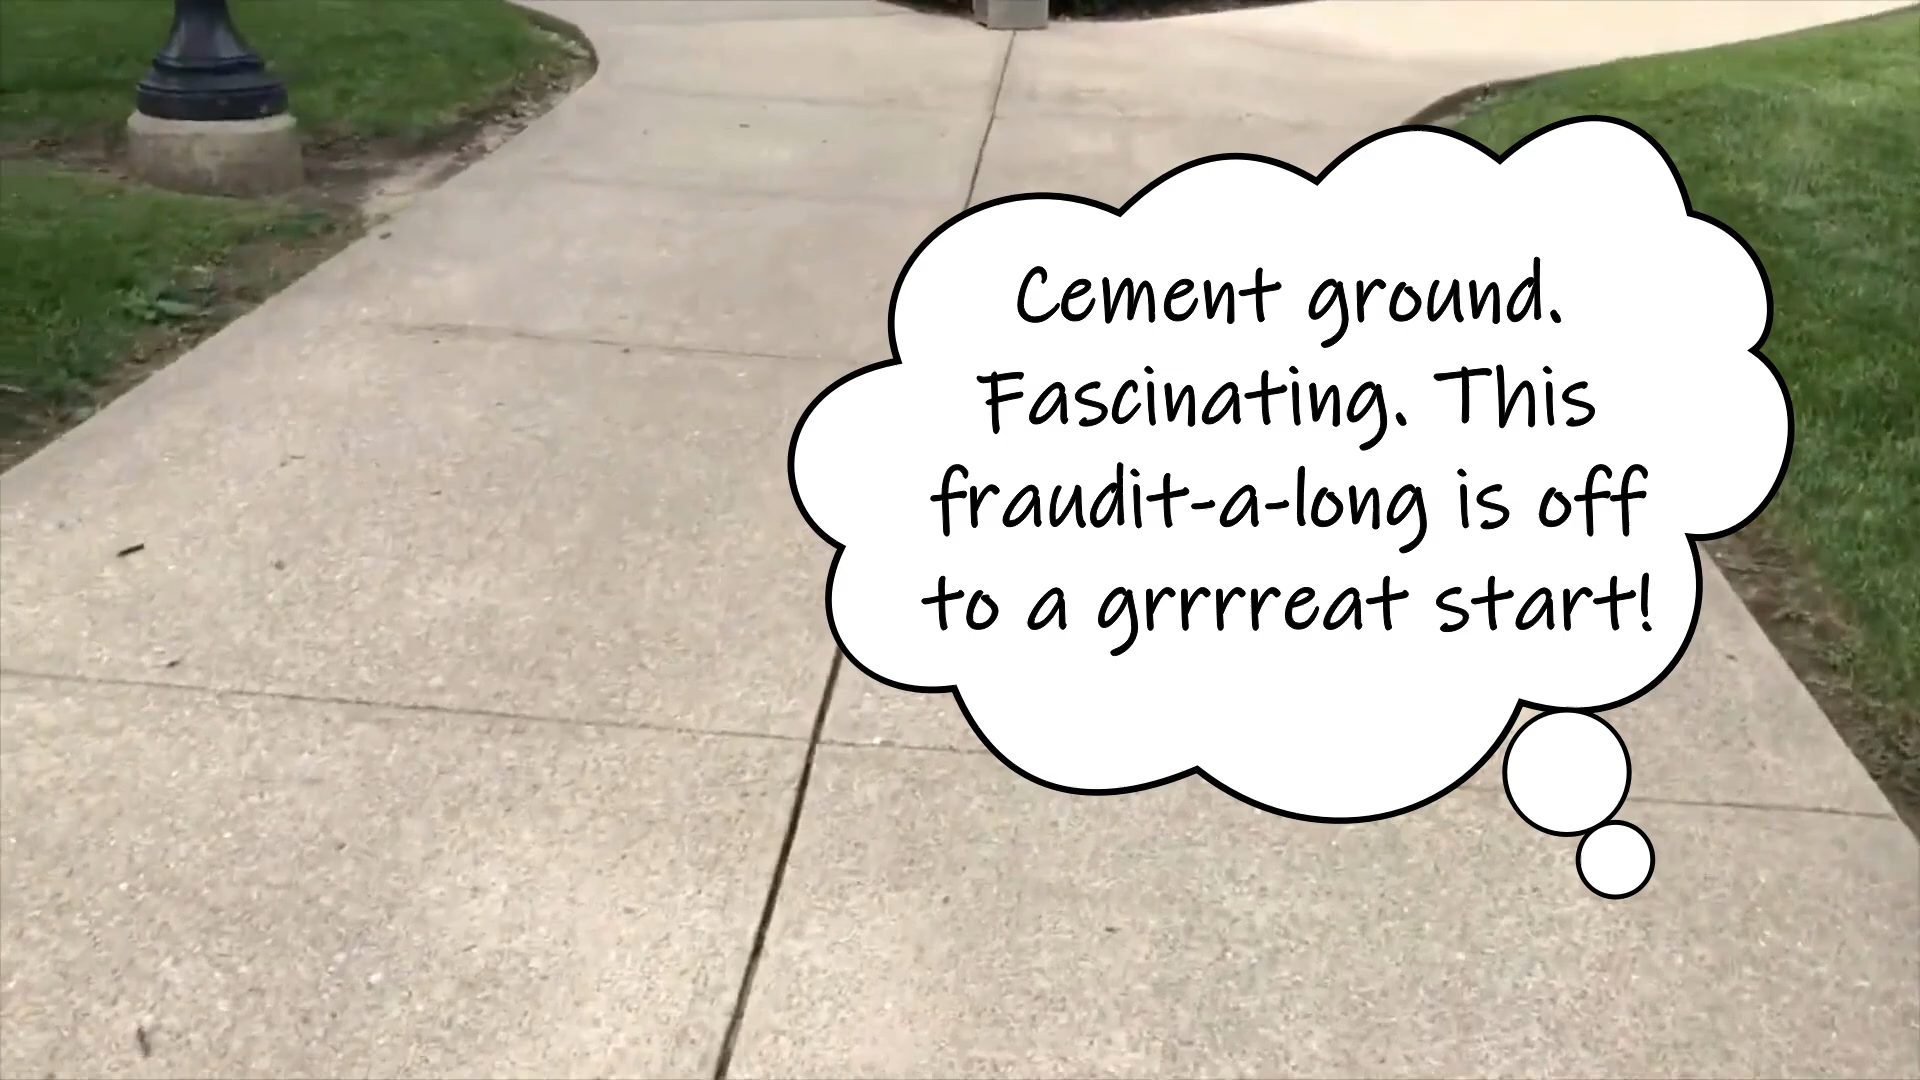 Cement ground.
Fascinating. This
fraudit-a-long is off
to a grrrreat start!